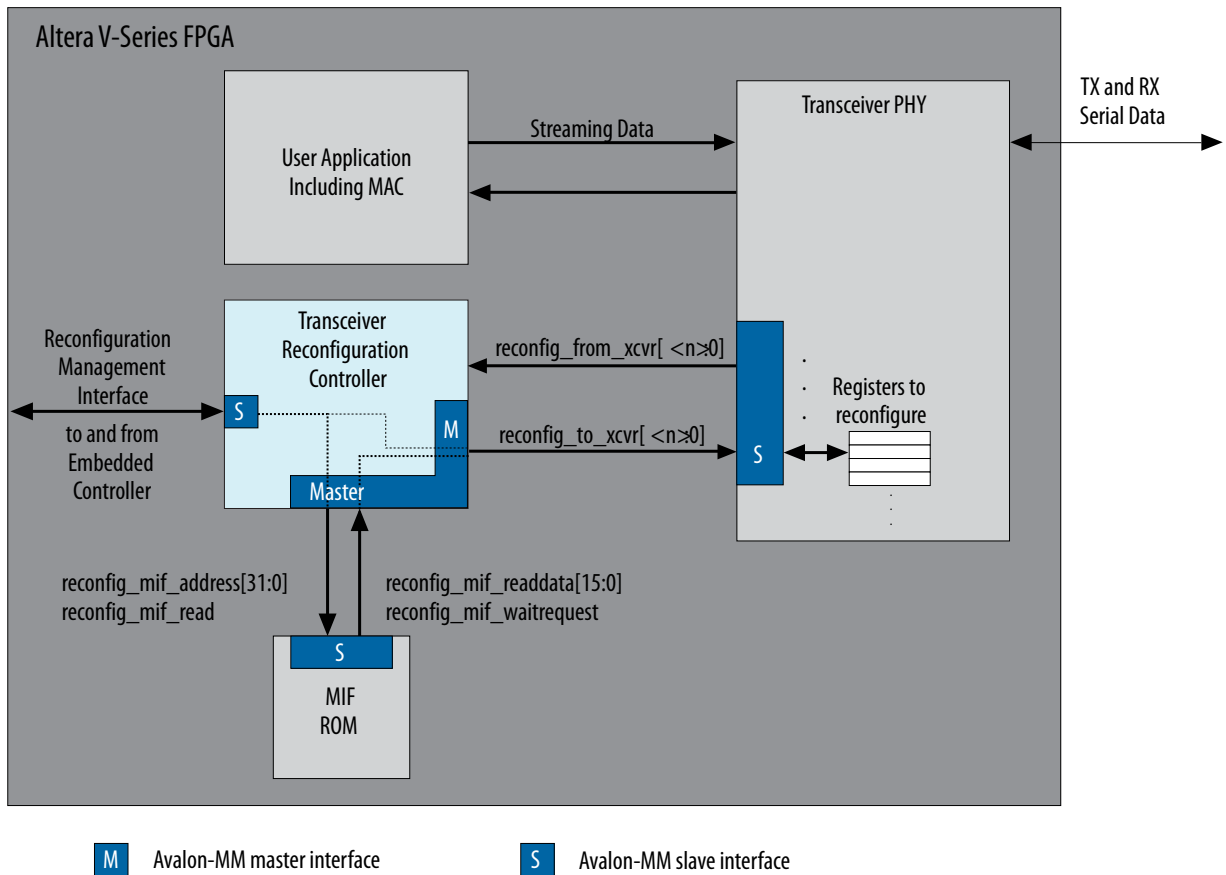 Altera V-Series FPGA
User Application
Including MAC
Streaming Data
Transceiver PHY
TX and RX
Serial Data
Transceiver
Reconfiguration
Controller
Reconfiguration
Management
Interface
to and from
Embedded
Controller
S
M
Master
reconfig_from_xcvr[ <n>:0]
reconfig_to_xcvr[ <n>:0]
S
Registers to
reconfigure
reconfig_mif_address[31:0]
reconfig_mif_read
reconfig_mif_readdata[15:0]
reconfig_mif_waitrequest
S
MIF
ROM
M Avalon-MM master interface
S Avalon-MM slave interface